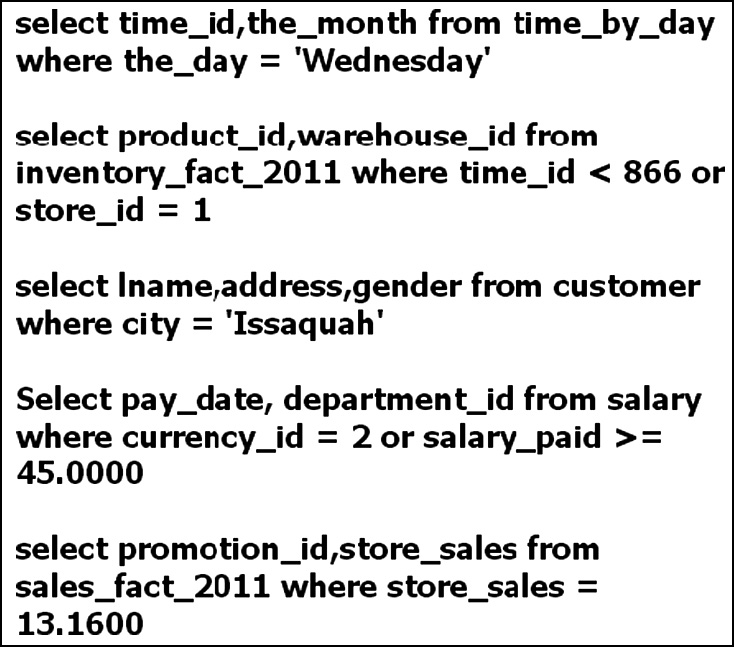 select time_id,the_month from time_by_day
where the_day = 'Wednesday'
select product_id,warehouse_id from
inventory_fact_2011 where time_id < 866 or
store_id = 1
select lname,address,gender from customer
where city = 'Issaquah'
Select pay_date, department_id from salary
where currency_id = 2 or salary_paid >=
45.0000
select promotion_id,store_sales from
sales_fact_2011 where store_sales =
13.1600